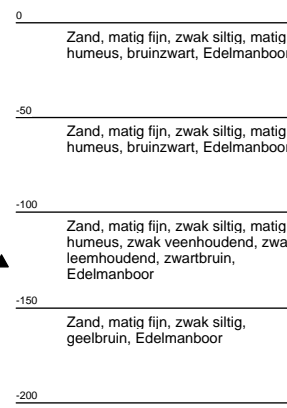 0
Zand, matig fijn, zwak siltig, matig
humeus, bruinzwart, Edelmanboor
-50
Zand, matig fijn, zwak siltig, matig
humeus, bruinzwart, Edelmanboor
-100
Zand, matig fijn, zwak siltig, matig
humeus, zwak veenhoudend, zwa
leemhoudend, zwartbruin,
Edelmanboor
-150
Zand, matig fijn, zwak siltig,
geelbruin, Edelmanboor
-200